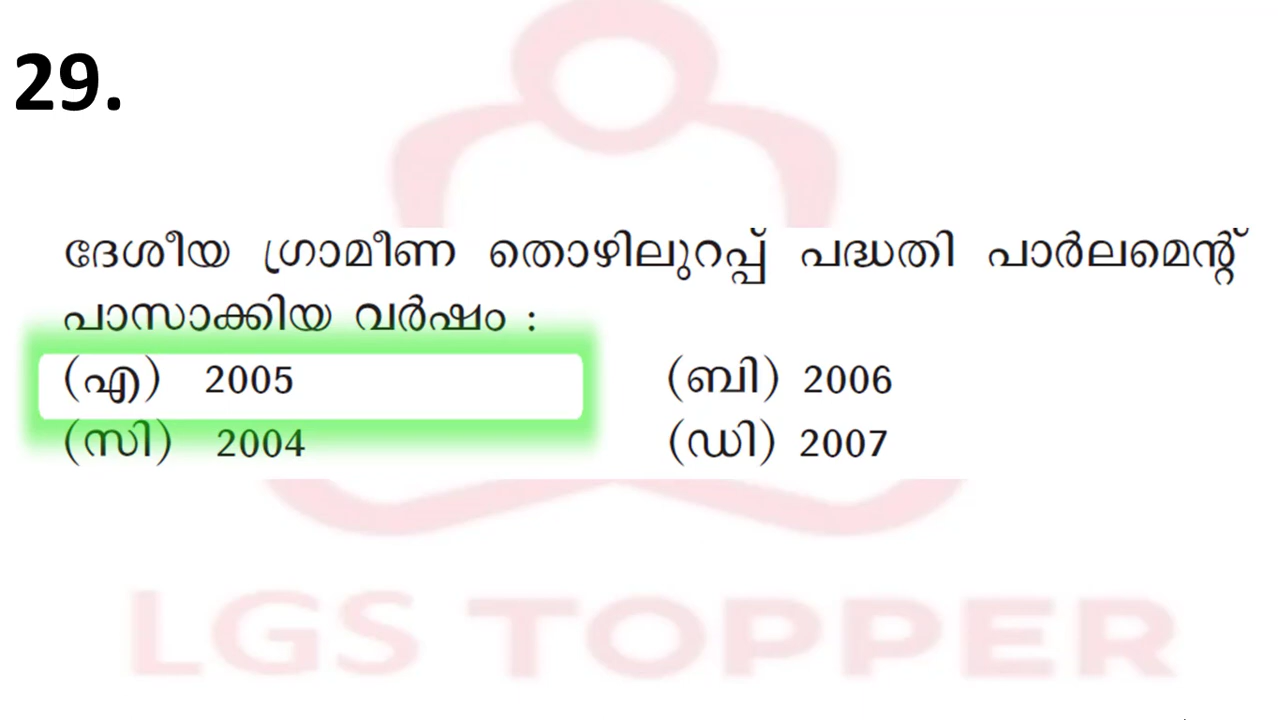 29.
ദേശീയ ഗ്രാമീണ തൊഴിലുറപ്പ് പദ്ധതി പാർലമെന്റ്
പാസാക്കിയ വർഷം :
(എ) 2005 (ബി) 2006
(സി) 2004 (ഡി) 2007
LGS TOPPER